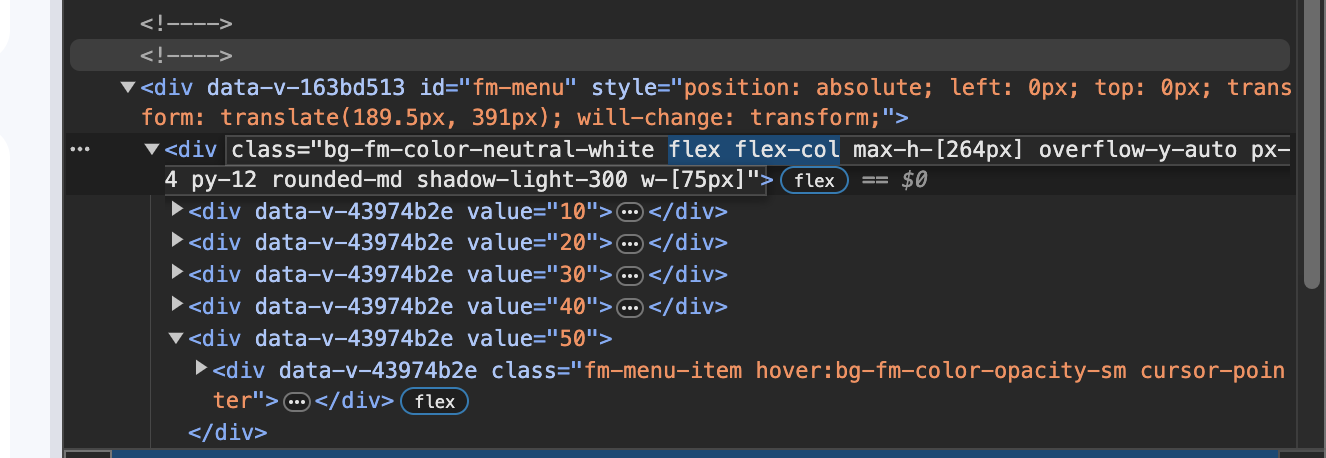 <!---->
<!---->
<div data-v-163bd513 id="fm-menu" style="position: absolute; left: 0px; top: 0px; trans
form: translate(189.5px, 391px); will-change: transform;">
<div class="bg-fm-color-neutral-white flex flex-col max-h-[264px] overflow-y-auto px-
4 py-12 rounded-md shadow-light-300 w-[75px]"> flex == $0
<div data-v-43974b2e value="10">…</div>
<div data-v-43974b2e value="20">…</div>
<div data-v-43974b2e value="30">…</div>
<div data-v-43974b2e value="40">…</div>
<div data-v-43974b2e value="50">
<div data-v-43974b2e class="fm-menu-item hover:bg-fm-color-opacity-sm cursor-poin
ter">…</div> flex
</div>